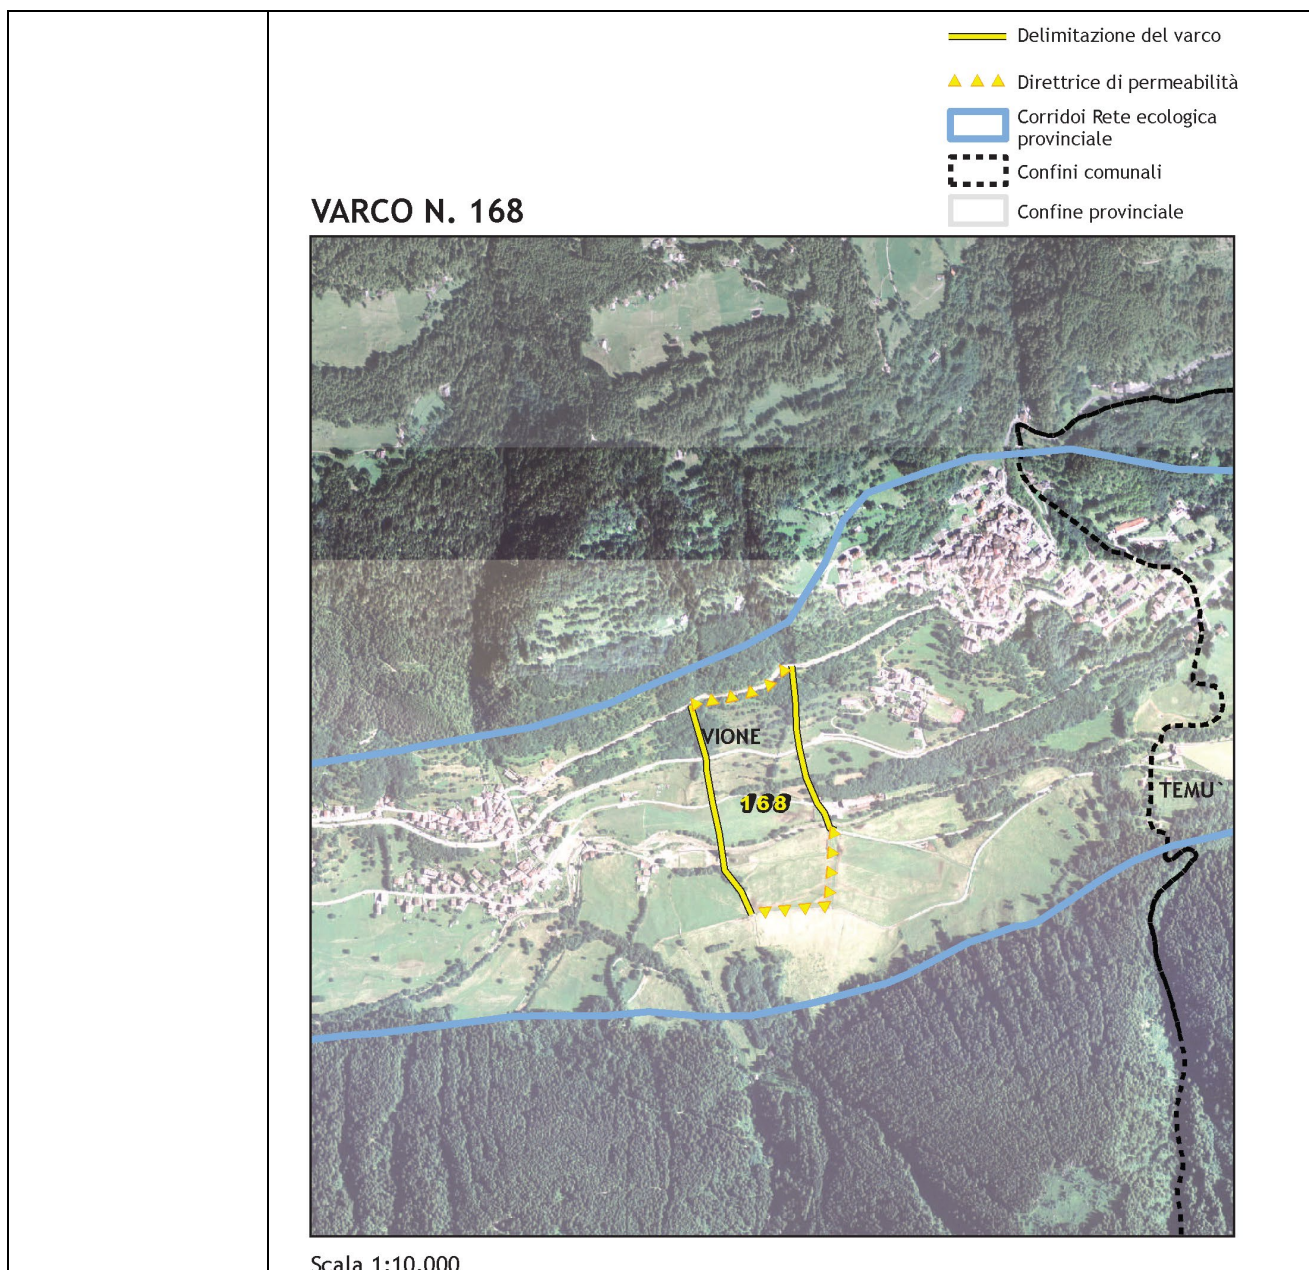 Delimitazione del varco
Direttrice di permeabilità
Corridoi Rete ecologica
provinciale
Confini comunali
Confine provinciale
VARCO N. 168
VIONE
168
TEMU`
Scala 1:10.000